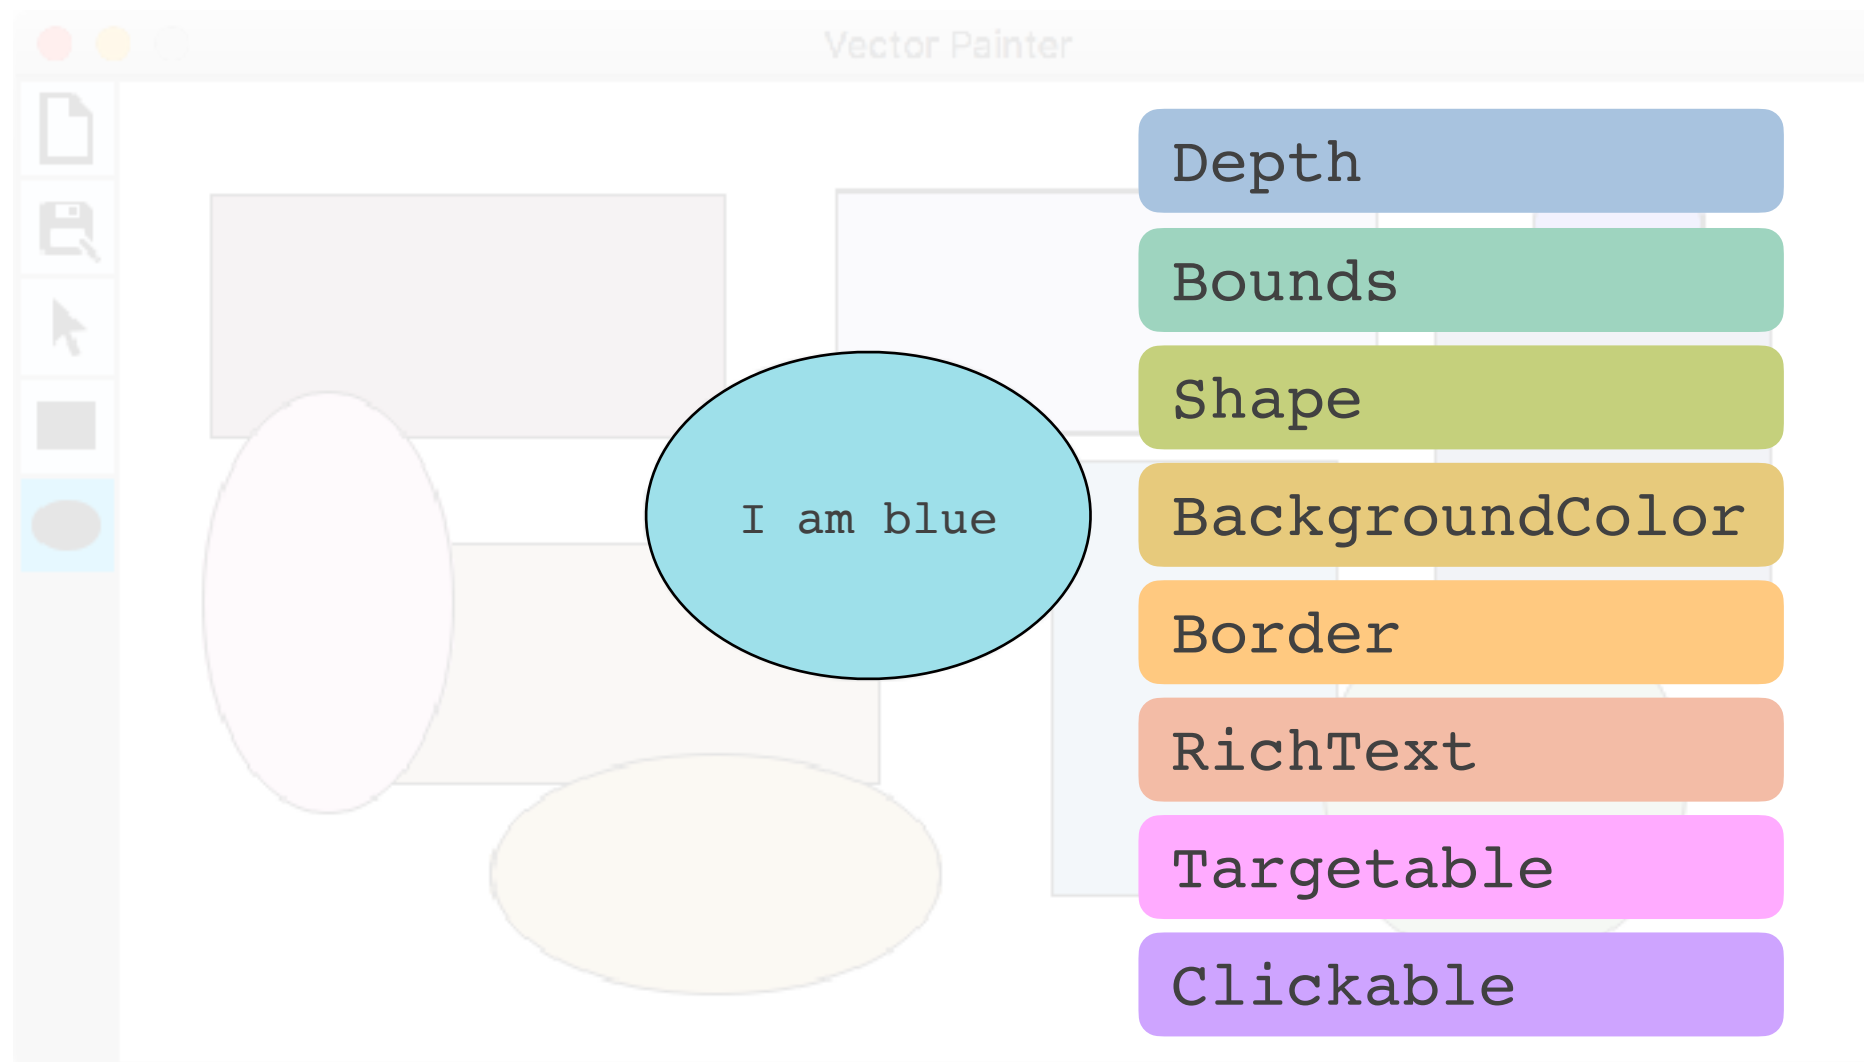 Vector Painter
Depth
Bounds
Shape
BackgroundColor
Border
RichText
Targetable
Clickable
I am blue